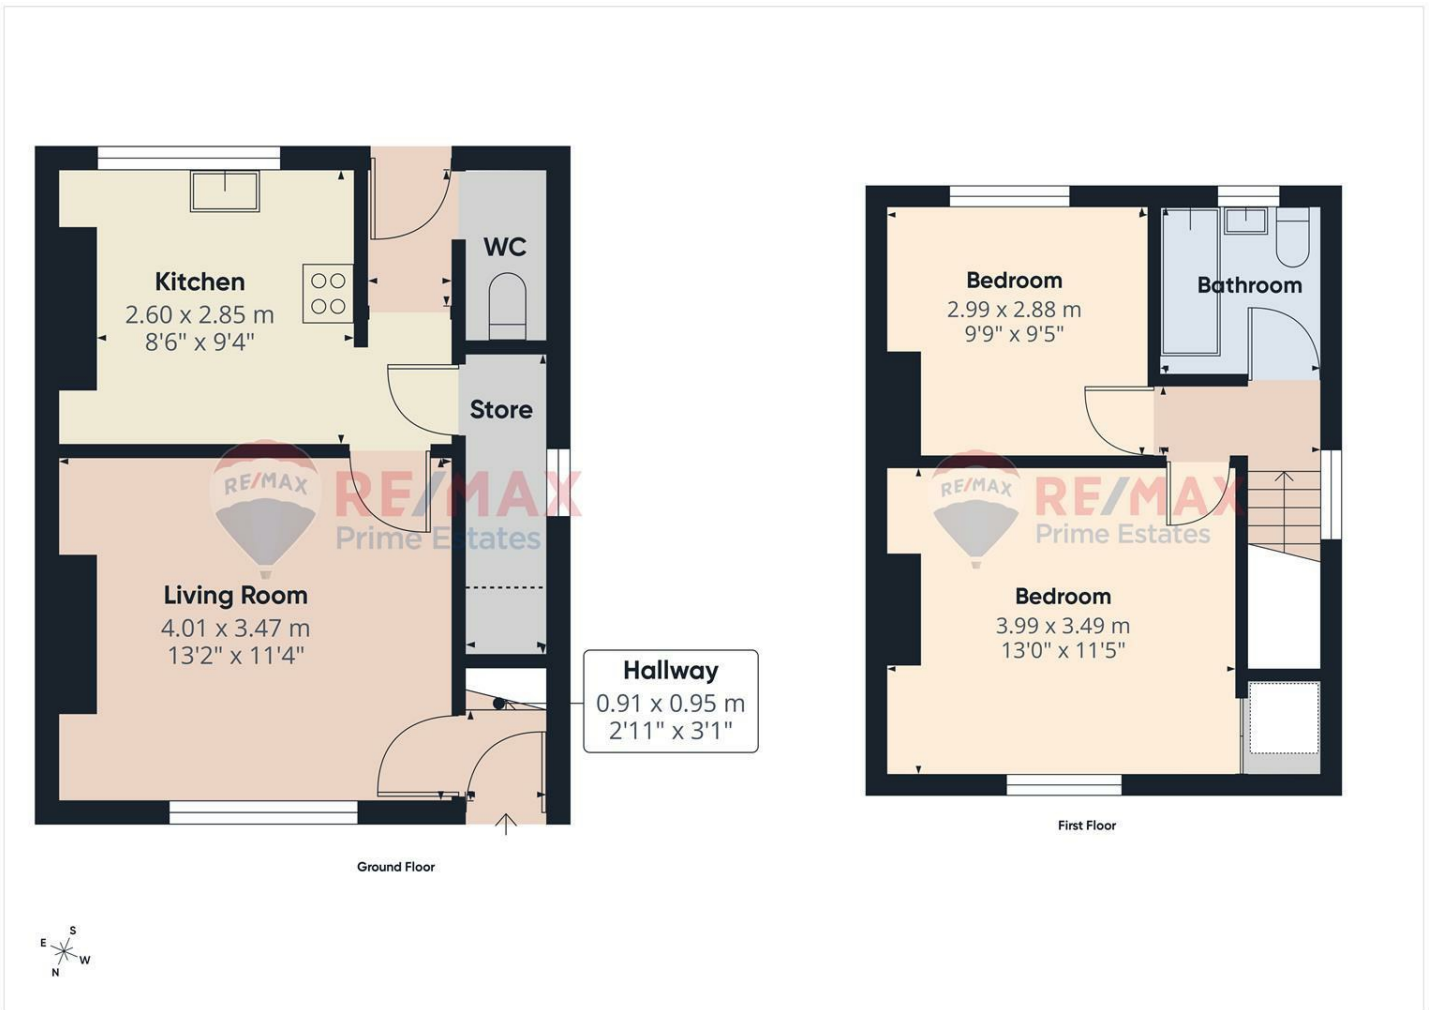 Kitchen
2.60 x 2.85 m
8'6" x 9'4"
WC
Store
RE/MAX
RE/MAX
Prime Estates
Living Room
4.01 x 3.47 m
13'2" x 11'4"
Hallway
0.91 x 0.95 m
2'11" x 3'1"
Ground Floor
Bedroom
2.99 x 2.88 m
9'9" x 9'5"
Bathroom
RE/MAX
RE/MAX
Prime Estates
Bedroom
3.99 x 3.49 m
13'0" x 11'5"
First Floor
S
E
W
N